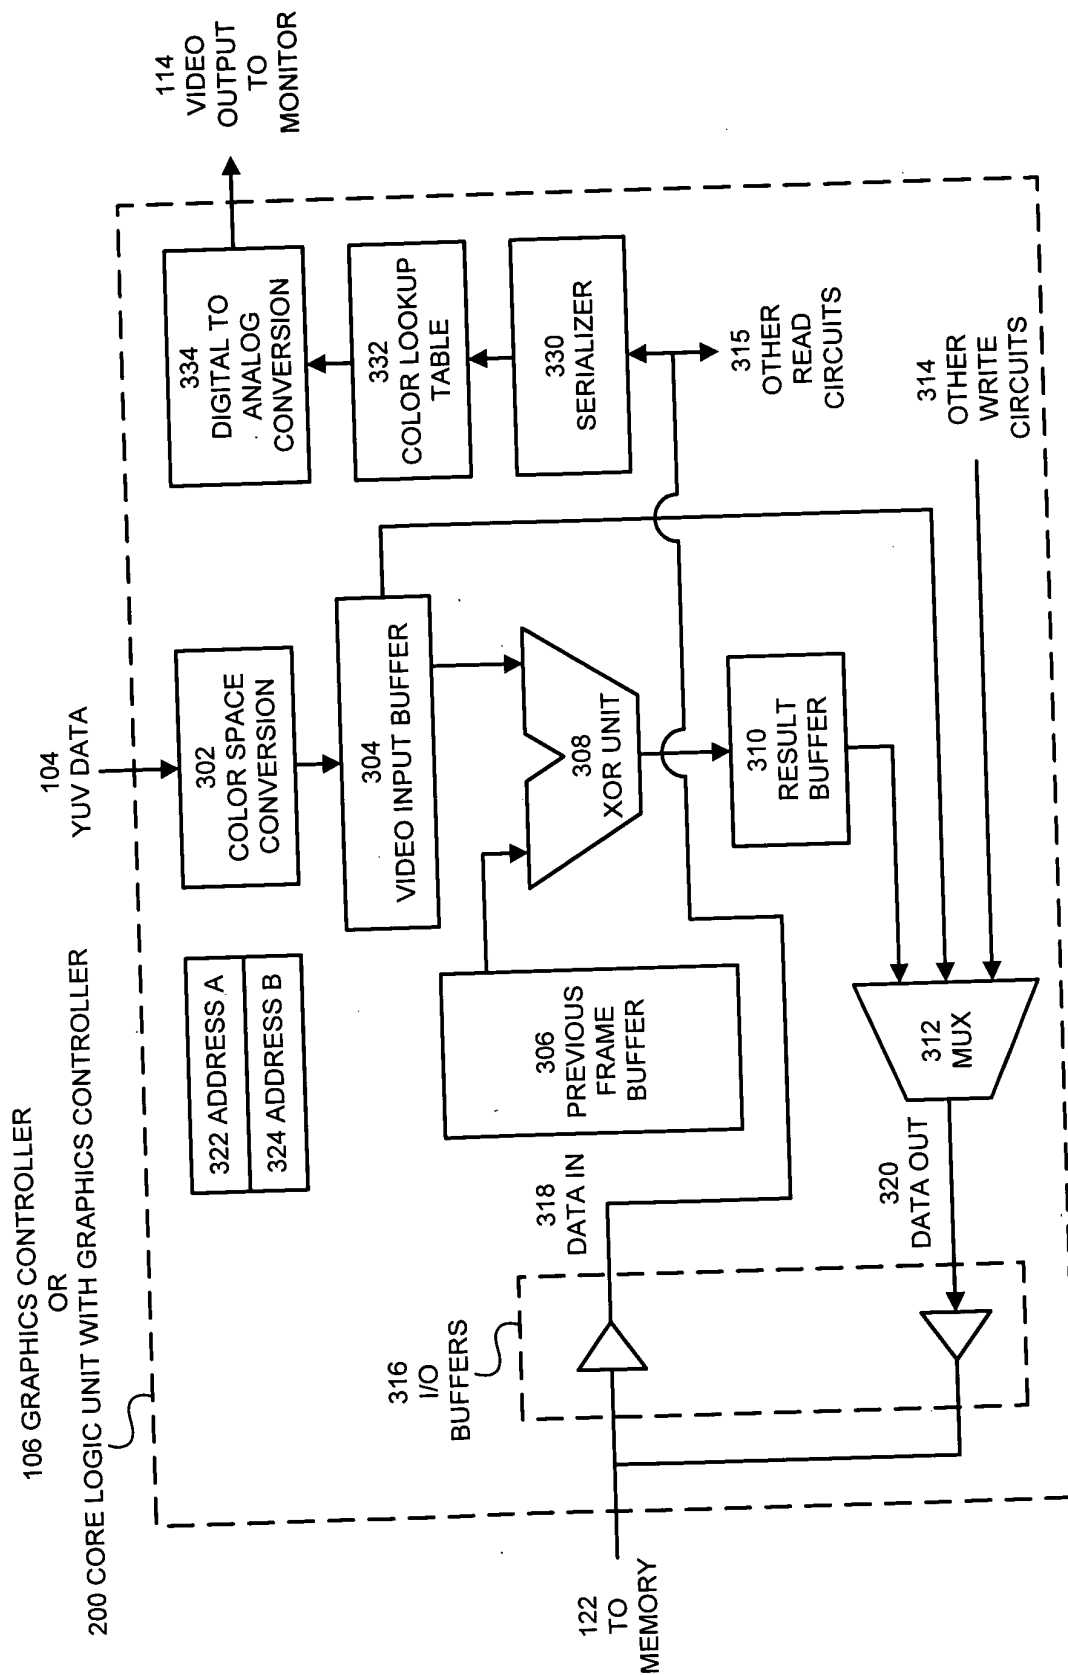 106 GRAPHICS CONTROLLER
OR
200 CORE LOGIC UNIT WITH GRAPHICS CONTROLLER
104
YUV DATA
114
VIDEO
OUTPUT
TO
MONITOR
322 ADDRESS A
324 ADDRESS B
302
COLOR SPACE
CONVERSION
334
DIGITAL TO
ANALOG
CONVERSION
304
VIDEO INPUT BUFFER
332
COLOR LOOKUP
TABLE
306
PREVIOUS
FRAME
BUFFER
308
XOR UNIT
330
SERIALIZER
316
I/O
BUFFERS
318
DATA IN
310
RESULT
BUFFER
315
OTHER
READ
CIRCUITS
122
TO
MEMORY
320
DATA OUT
312
MUX
314
OTHER
WRITE
CIRCUITS